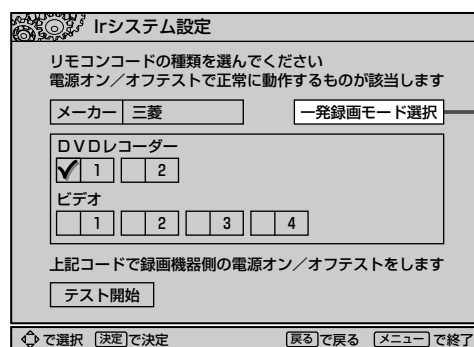 Irシステム設定
リモコンコードの種類を選んでください
電源オン／オフテストで正常に動作するものが該当します
メーカー 三菱 一発録画モード選択
ＤＶＤレコーダー
1 2
ビデオ
1 2 3 4
上記コードで録画機器側の電源オン／オフテストをします
テスト開始
で選択 決定 で決定 戻る で戻る メニュー で終了